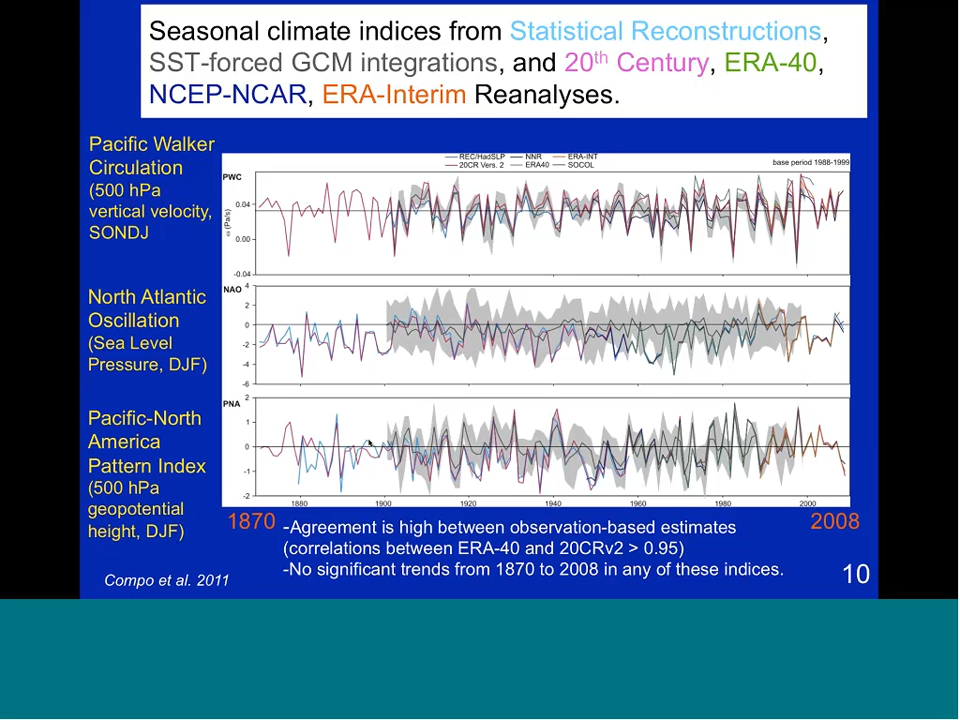 Seasonal climate indices from Statistical Reconstructions,
SST-forced GCM integrations, and 20th Century, ERA-40,
NCEP-NCAR, ERA-Interim Reanalyses.
Pacific Walker
Circulation
(500 hPa
vertical velocity,
SONDJ
REC/HadSLP NNR ERA-INT
20CR Vers. 2 ERA40 SOCOL
base period 1988-1999
PWC
0.04
0.00
-0.04
ω (Pa/s)
North Atlantic
Oscillation
(Sea Level
Pressure, DJF)
NAO
4
2
0
-2
-4
-6
Pacific-North
America
Pattern Index
(500 hPa
geopotential
height, DJF)
PNA
2
1
0
-1
-2
1880 1900 1920 1940 1960 1980 2000
1870 2008
-Agreement is high between observation-based estimates
(correlations between ERA-40 and 20CRv2 > 0.95)
-No significant trends from 1870 to 2008 in any of these indices.
Compo et al. 2011
10